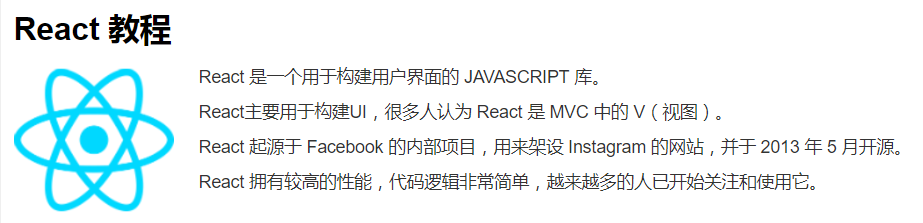 React 教程
React 是一个用于构建用户界面的 JAVASCRIPT 库。
React主要用于构建UI，很多人认为 React 是 MVC 中的 V（视图）。
React 起源于 Facebook 的内部项目，用来架设 Instagram 的网站，并于 2013 年 5 月开源。
React 拥有较高的性能，代码逻辑非常简单，越来越多的人已开始关注和使用它。